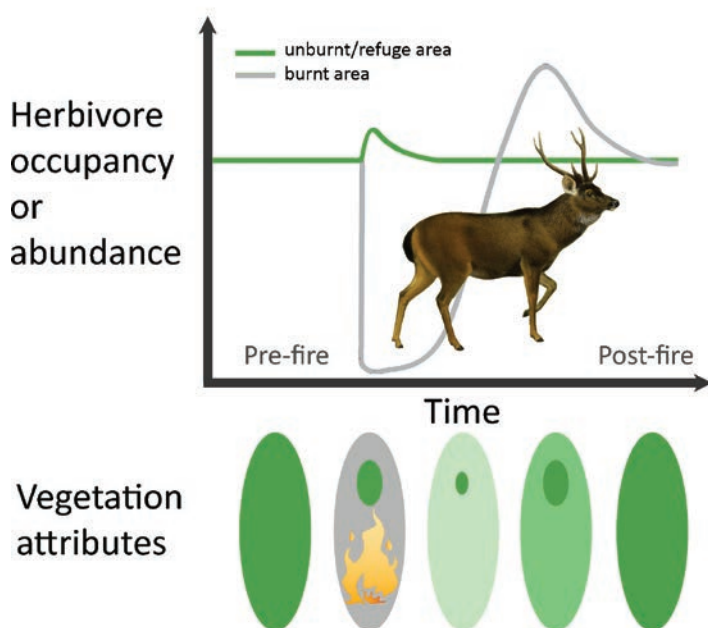 unburnt/refuge area
burnt area
Herbivore
occupancy
or
abundance
Pre-fire
Post-fire
Time
Vegetation
attributes